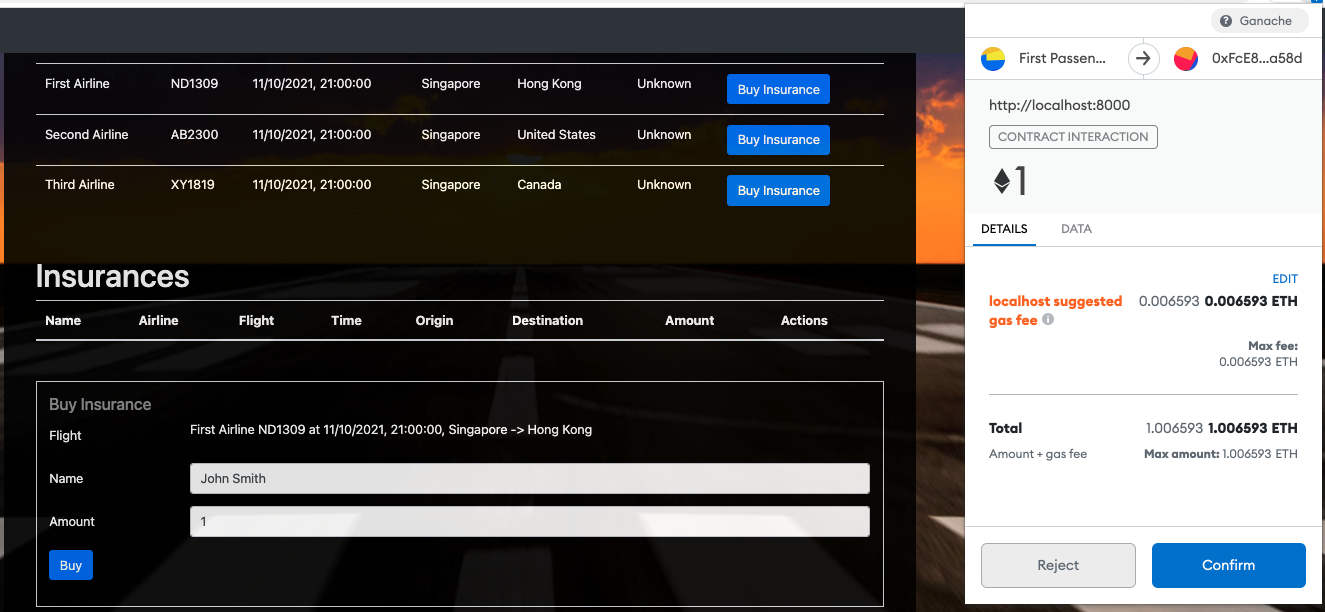 First Airline ND1309 11/10/2021, 21:00:00 Singapore Hong Kong Unknown Buy Insurance
Second Airline AB2300 11/10/2021, 21:00:00 Singapore United States Unknown Buy Insurance
Third Airline XY1819 11/10/2021, 21:00:00 Singapore Canada Unknown Buy Insurance
Insurances
Name Airline Flight Time Origin Destination Amount Actions
Buy Insurance
Flight First Airline ND1309 at 11/10/2021, 21:00:00, Singapore -> Hong Kong
Name John Smith
Amount 1
Buy
Ganache
First Passen... 0xFcE8...a58d
http://localhost:8000
CONTRACT INTERACTION
1
DETAILS DATA
EDIT
localhost suggested 0.006593 0.006593 ETH
gas fee
Max fee:
0.006593 ETH
Total 1.006593 1.006593 ETH
Amount + gas fee Max amount: 1.006593 ETH
Reject Confirm